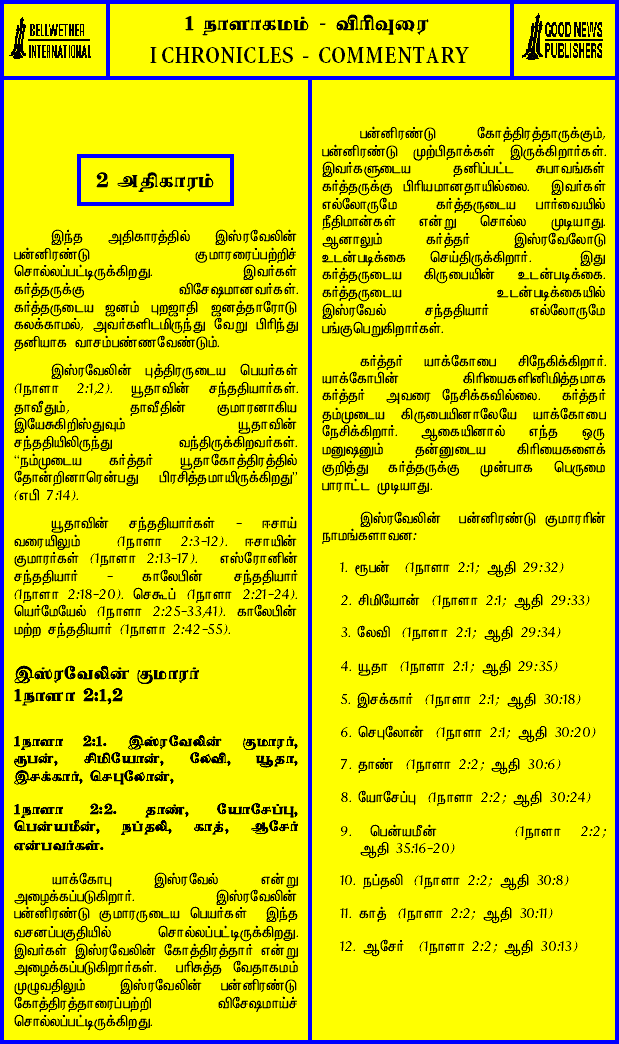 BELLWETHER
INTERNATIONAL
1 நாளாகமம் - விரிவுரை
I CHRONICLES - COMMENTARY
GOOD NEWS
PUBLISHERS
2 அதிகாரம்
இந்த அதிகாரத்தில் இஸ்ரவேலின்
பன்னிரண்டு குமாரரைப்பற்றிச்
சொல்லப்பட்டிருக்கிறது. இவர்கள்
கர்த்தருக்கு விசேஷமானவர்கள்.
கர்த்தருடைய ஜனம் புறஜாதி ஜனத்தாரோடு
கலக்காமல், அவர்களிடமிருந்து வேறு பிரிந்து
தனியாக வாசம்பண்ணவேண்டும்.
இஸ்ரவேலின் புத்திரருடைய பெயர்கள்
(1நாளா 2:1,2). யூதாவின் சந்ததியார்கள்.
தாவீதும், தாவீதின் குமாரனாகிய
இயேசுகிறிஸ்துவும் யூதாவின்
சந்ததியிலிருந்து வந்திருக்கிறவர்கள்.
“நம்முடைய கர்த்தர் யூதாகோத்திரத்தில்
தோன்றினாரென்பது பிரசித்தமாயிருக்கிறது”
(எபி 7:14).
யூதாவின் சந்ததியார்கள் - ஈசாய்
வரையிலும் (1நாளா 2:3-12). ஈசாயின்
குமாரர்கள் (1நாளா 2:13-17). எஸ்ரோனின்
சந்ததியார் - காலேபின் சந்ததியார்
(1நாளா 2:18-20). செகூப் (1நாளா 2:21-24).
யெர்மேயேல் (1நாளா 2:25-33,41). காலேபின்
மற்ற சந்ததியார் (1நாளா 2:42-55).
இஸ்ரவேலின் குமாரர்
1நாளா 2:1,2
1நாளா 2:1. இஸ்ரவேலின் குமாரர்,
ரூபன், சிமியோன், லேவி, யூதா,
இசக்கார், செபுலோன்,
1நாளா 2:2. தாண், யோசேப்பு,
பென்யமீன், நப்தலி, காத், ஆசேர்
என்பவர்கள்.
யாக்கோபு இஸ்ரவேல் என்று
அழைக்கப்படுகிறார். இஸ்ரவேலின்
பன்னிரண்டு குமாரருடைய பெயர்கள் இந்த
வசனப்பகுதியில் சொல்லப்பட்டிருக்கிறது.
இவர்கள் இஸ்ரவேலின் கோத்திரத்தார் என்று
அழைக்கப்படுகிறார்கள். பரிசுத்த வேதாகமம்
முழுவதிலும் இஸ்ரவேலின் பன்னிரண்டு
கோத்திரத்தாரைப்பற்றி விசேஷமாய்ச்
சொல்லப்பட்டிருக்கிறது.
பன்னிரண்டு கோத்திரத்தாருக்கும்,
பன்னிரண்டு முற்பிதாக்கள் இருக்கிறார்கள்.
இவர்களுடைய தனிப்பட்ட சுபாவங்கள்
கர்த்தருக்கு பிரியமானதாயில்லை. இவர்கள்
எல்லோருமே கர்த்தருடைய பார்வையில்
நீதிமான்கள் என்று சொல்ல முடியாது.
ஆனாலும் கர்த்தர் இஸ்ரவேலோடு
உடன்படிக்கை செய்திருக்கிறார். இது
கர்த்தருடைய கிருபையின் உடன்படிக்கை.
கர்த்தருடைய உடன்படிக்கையில்
இஸ்ரவேல் சந்ததியார் எல்லோருமே
பங்குபெறுகிறார்கள்.
கர்த்தர் யாக்கோபை சிநேகிக்கிறார்.
யாக்கோபின் கிரியைகளினிமித்தமாக
கர்த்தர் அவரை நேசிக்கவில்லை. கர்த்தர்
தம்முடைய கிருபையினாலேயே யாக்கோபை
நேசிக்கிறார். ஆகையினால் எந்த ஒரு
மனுஷனும் தன்னுடைய கிரியைகளைக்
குறித்து கர்த்தருக்கு முன்பாக பெருமை
பாராட்ட முடியாது.
இஸ்ரவேலின் பன்னிரண்டு குமாரரின்
நாமங்களாவன:
1. ரூபன் (1நாளா 2:1; ஆதி 29:32)
2. சிமியோன் (1நாளா 2:1; ஆதி 29:33)
3. லேவி (1நாளா 2:1; ஆதி 29:34)
4. யூதா (1நாளா 2:1; ஆதி 29:35)
5. இசக்கார் (1நாளா 2:1; ஆதி 30:18)
6. செபுலோன் (1நாளா 2:1; ஆதி 30:20)
7. தாண் (1நாளா 2:2; ஆதி 30:6)
8. யோசேப்பு (1நாளா 2:2; ஆதி 30:24)
9. பென்யமீன் (1நாளா 2:2;
ஆதி 35:16-20)
10. நப்தலி (1நாளா 2:2; ஆதி 30:8)
11. காத் (1நாளா 2:2; ஆதி 30:11)
12. ஆசேர் (1நாளா 2:2; ஆதி 30:13)